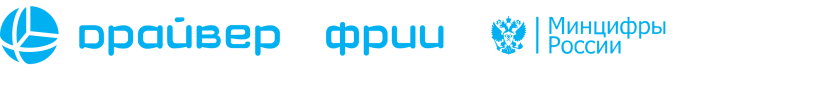 драйвер фрии Минцифры
России